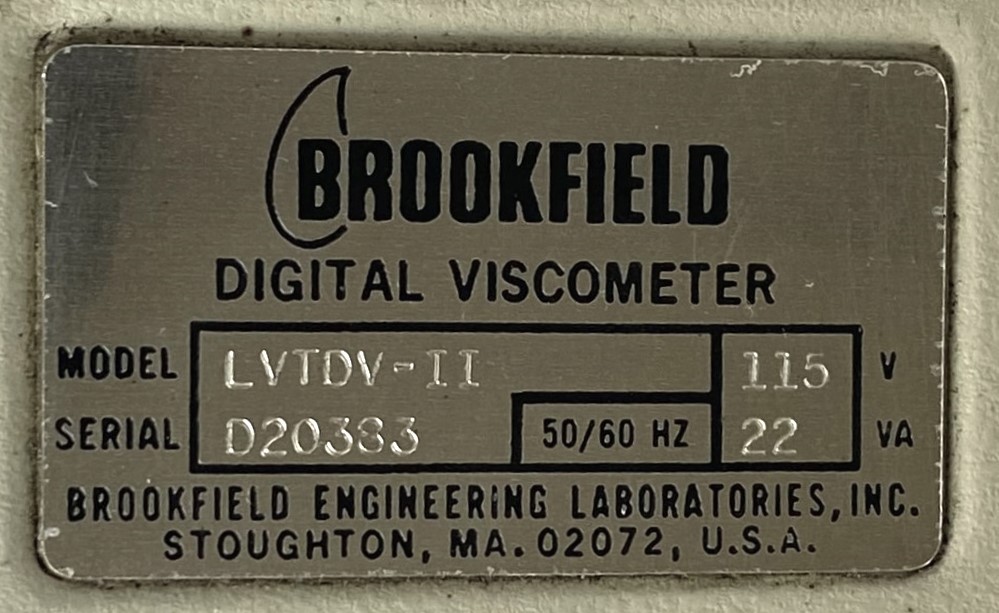 BROOKFIELD
DIGITAL VISCOMETER
MODEL LVTDV-II 115 V
SERIAL D20383 50/60 HZ 22 VA
BROOKFIELD ENGINEERING LABORATORIES, INC.
STOUGHTON, MA. 02072, U.S.A.